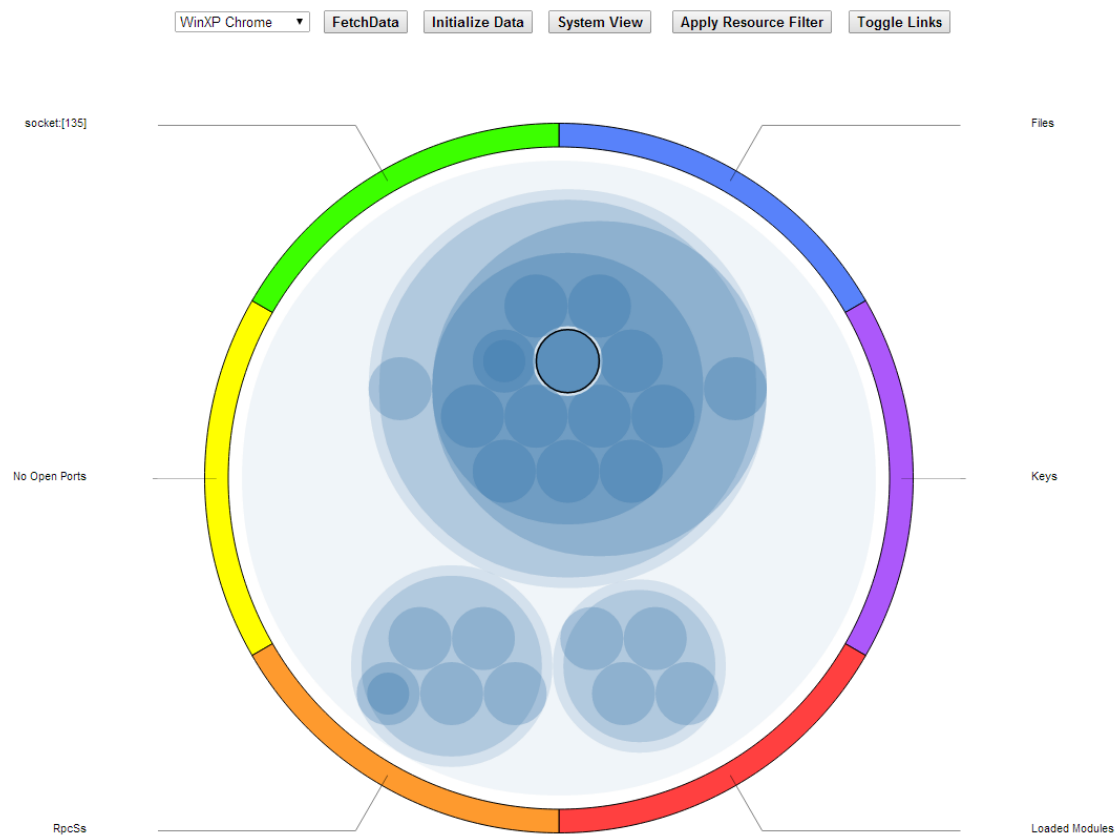 WinXP Chrome FetchData Initialize Data System View Apply Resource Filter Toggle Links
socket:[135] Files
No Open Ports Keys
RpcSs Loaded Modules